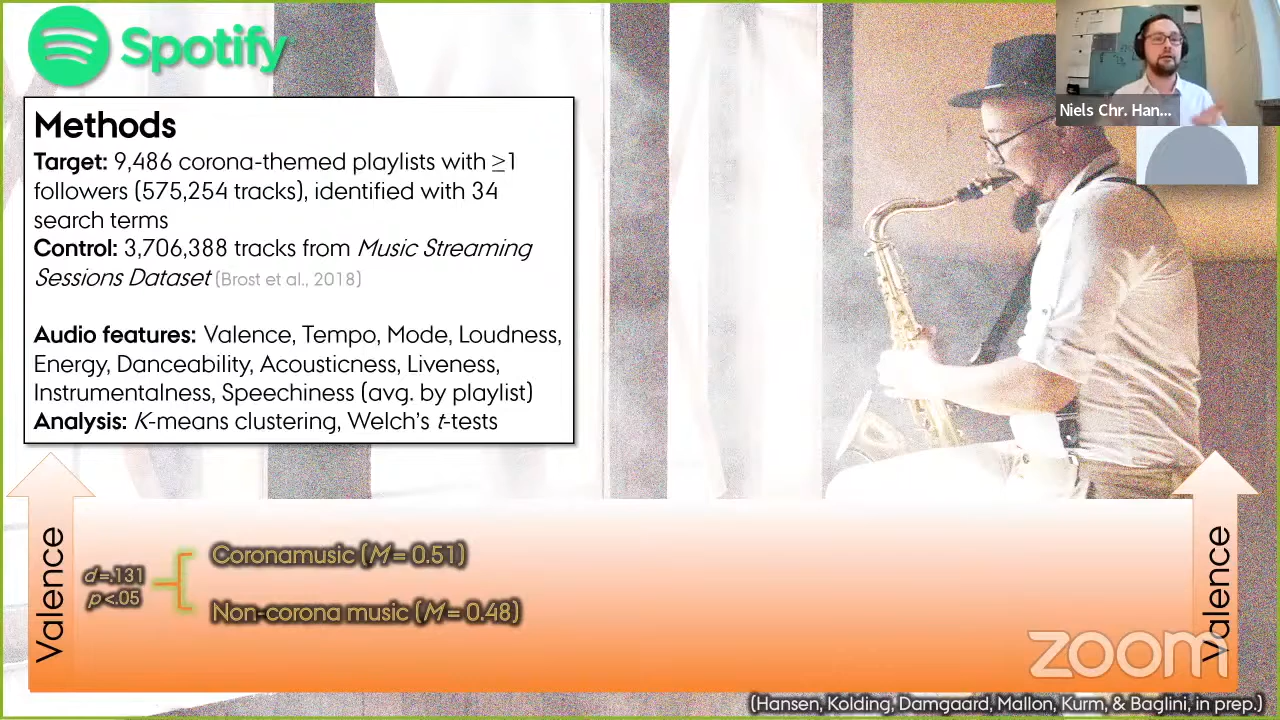 Spotify
Methods
Target: 9,486 corona-themed playlists with ≥1
followers (575,254 tracks), identified with 34
search terms
Control: 3,706,388 tracks from Music Streaming
Sessions Dataset (Brost et al., 2018)
Audio features: Valence, Tempo, Mode, Loudness,
Energy, Danceability, Acousticness, Liveness,
Instrumentalness, Speechiness (avg. by playlist)
Analysis: K-means clustering, Welch's t-tests
Niels Chr. Han...
Valence
d=.131
p<.05
Coronamusic (M = 0.51)
Non-corona music (M = 0.48)
Valence
zoom
(Hansen, Kolding, Damgaard, Mallon, Kurm, & Baglini, in prep.)